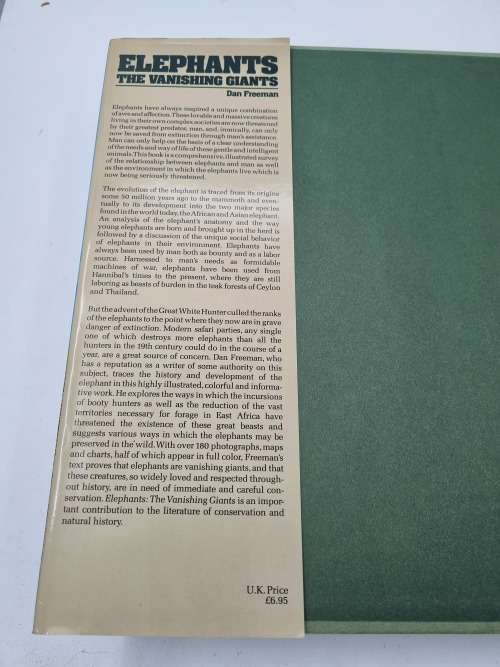 ELEPHANTS
THE VANISHING GIANTS
Dan Freeman
Elephants have always inspired a unique combination
of awe and affection. These lovable and massive creatures
living in their own complex societies are now threatened
by their greatest predator, man, and, ironically, can only
now be saved from extinction through man's assistance.
Man can only help on the basis of a clear understanding
of the needs and way of life of these gentle and intelligent
animals. This book is a comprehensive, illustrated survey
of the relationship between elephants and man as well
as the environment in which the elephants live which is
now being seriously threatened.
The evolution of the elephant is traced from its origins
some 50 million years ago to the mammoth and even-
tually to its development into the two major species
found in the world today, the African and Asian elephant.
An analysis of the elephant's anatomy and the way
young elephants are born and brought up in the herd is
followed by a discussion of the unique social behavior
of elephants in their environment. Elephants have
always been used by man both as bounty and as a labor
source. Harnessed to man's needs as formidable
machines of war, elephants have been used from
Hannibal's times to the present, where they are still
laboring as beasts of burden in the teak forests of Ceylon
and Thailand.
But the advent of the Great White Hunter culled the ranks
of the elephants to the point where they now are in grave
danger of extinction. Modern safari parties, any single
one of which destroys more elephants than all the
hunters in the 19th century could do in the course of a
year, are a great source of concern. Dan Freeman, who
has a reputation as a writer of some authority on this
subject, traces the history and development of the
elephant in this highly illustrated, colorful and informa-
tive work. He explores the ways in which the incursions
of booty hunters as well as the reduction of the vast
territories necessary for forage in East Africa have
threatened the existence of these great beasts and
suggests various ways in which the elephants may be
preserved in the wild. With over 160 photographs, maps
and charts, half of which appear in full color, Freeman's
text proves that elephants are vanishing giants, and that
these creatures, so widely loved and respected through-
out history, are in need of immediate and careful con-
servation. Elephants: The Vanishing Giants is an impor-
tant contribution to the literature of conservation and
natural history.
U.K. Price
£6.95